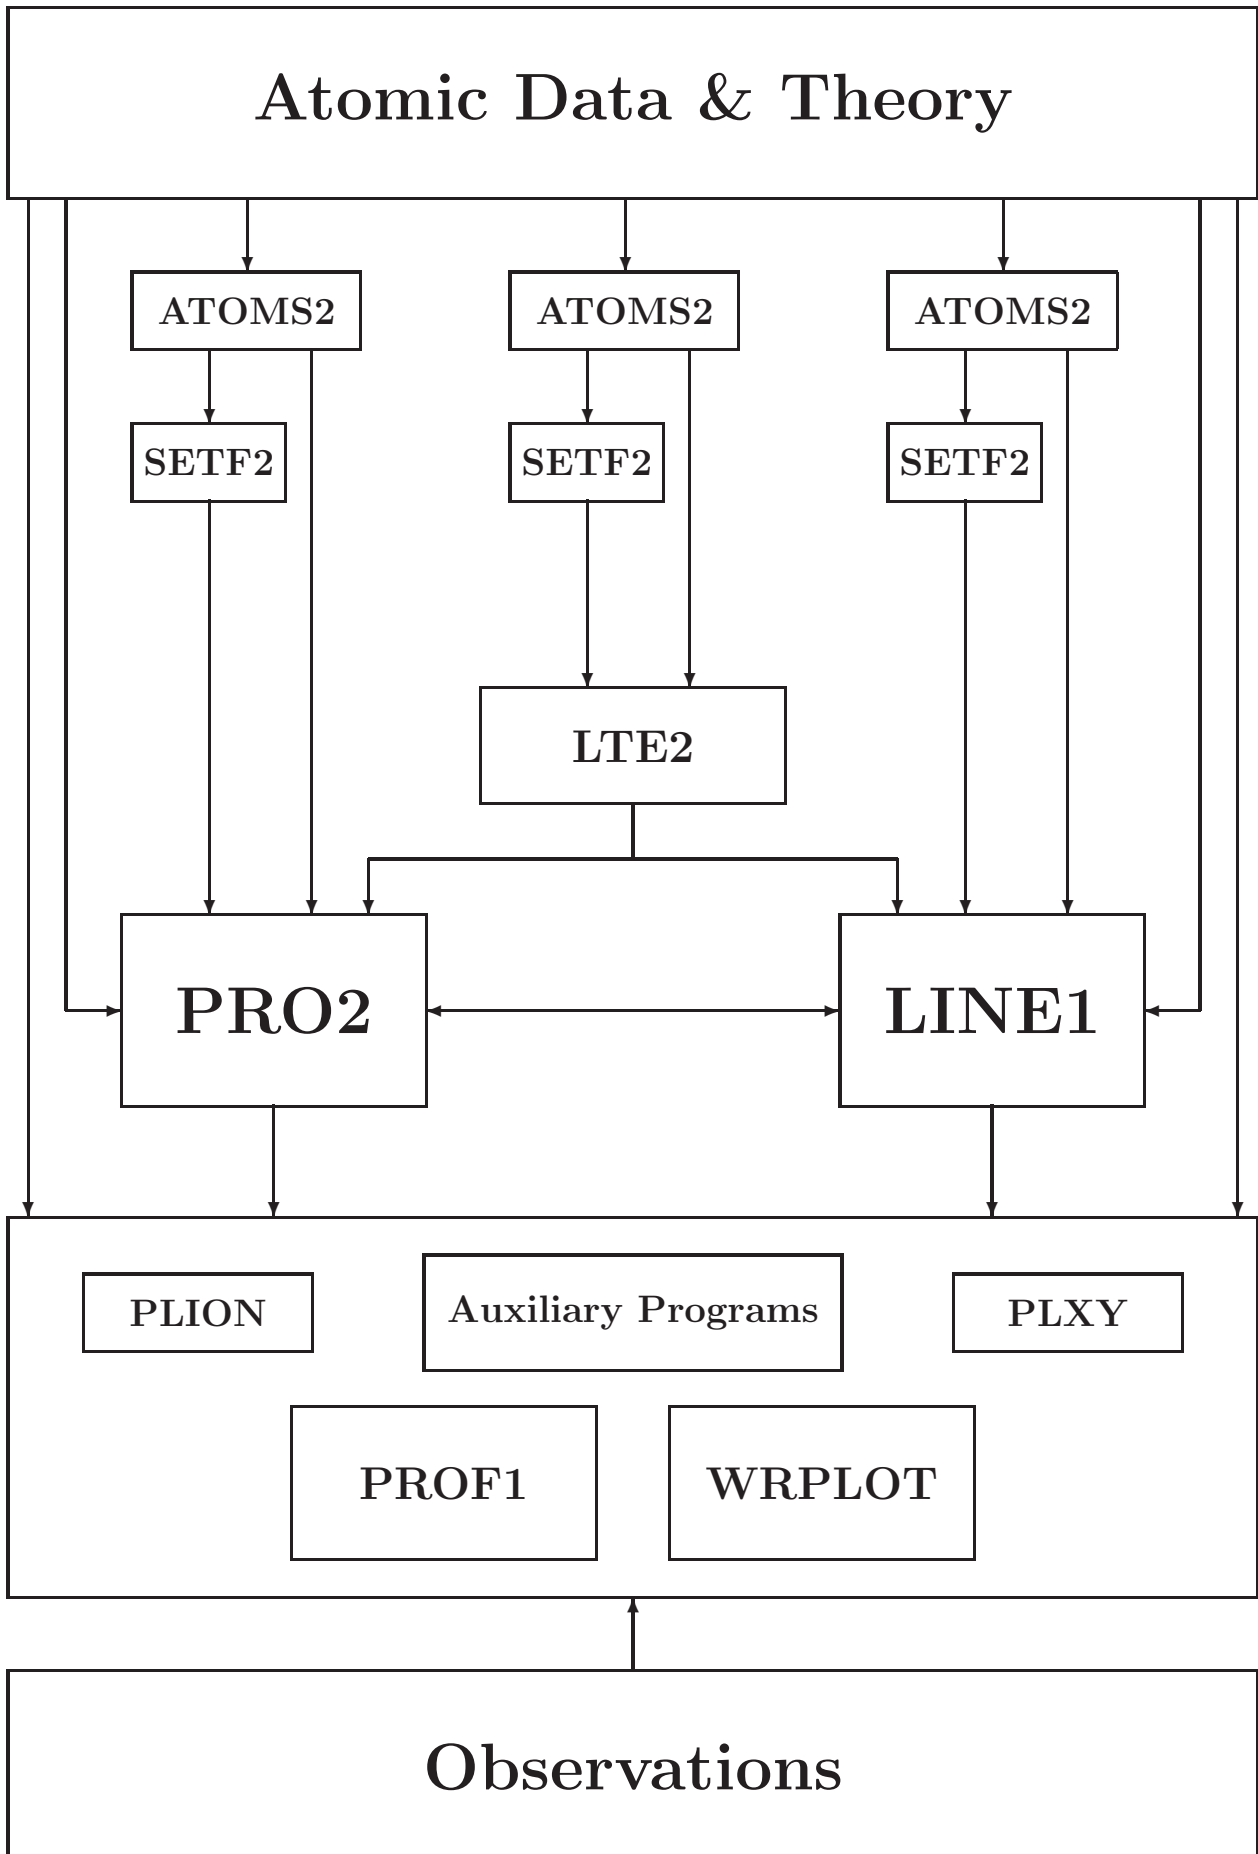 Atomic Data & Theory
ATOMS2
ATOMS2
ATOMS2
SETF2
SETF2
SETF2
LTE2
PRO2
LINE1
PLION
Auxiliary Programs
PLXY
PROF1
WRPLOT
Observations